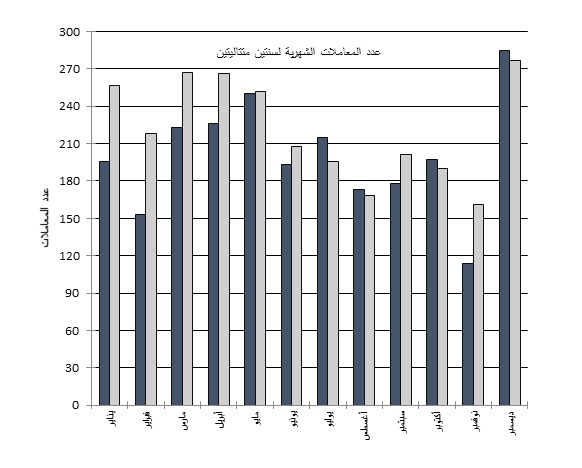 عدد المعاملات الشهرية لسنتين متتاليتين
300
270
240
210
180
150
120
90
60
30
0
عدد المعاملات
يناير
فبراير
مارس
أبريل
مايو
يونيو
يوليو
أغسطس
سبتمبر
أكتوبر
نوفمبر
ديسمبر